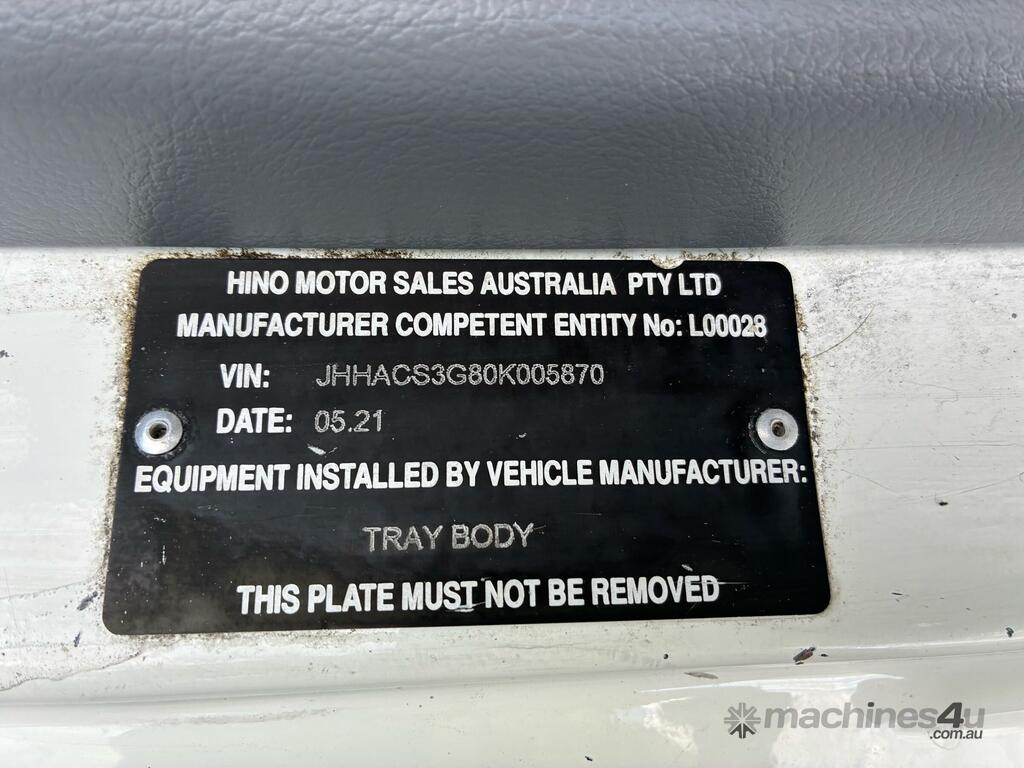 HINO MOTOR SALES AUSTRALIA PTY LTD
MANUFACTURER COMPETENT ENTITY No: L00028
VIN: JHHACS3G80K005870
DATE: 05.21
EQUIPMENT INSTALLED BY VEHICLE MANUFACTURER:
TRAY BODY
THIS PLATE MUST NOT BE REMOVED
machines4u
.com.au